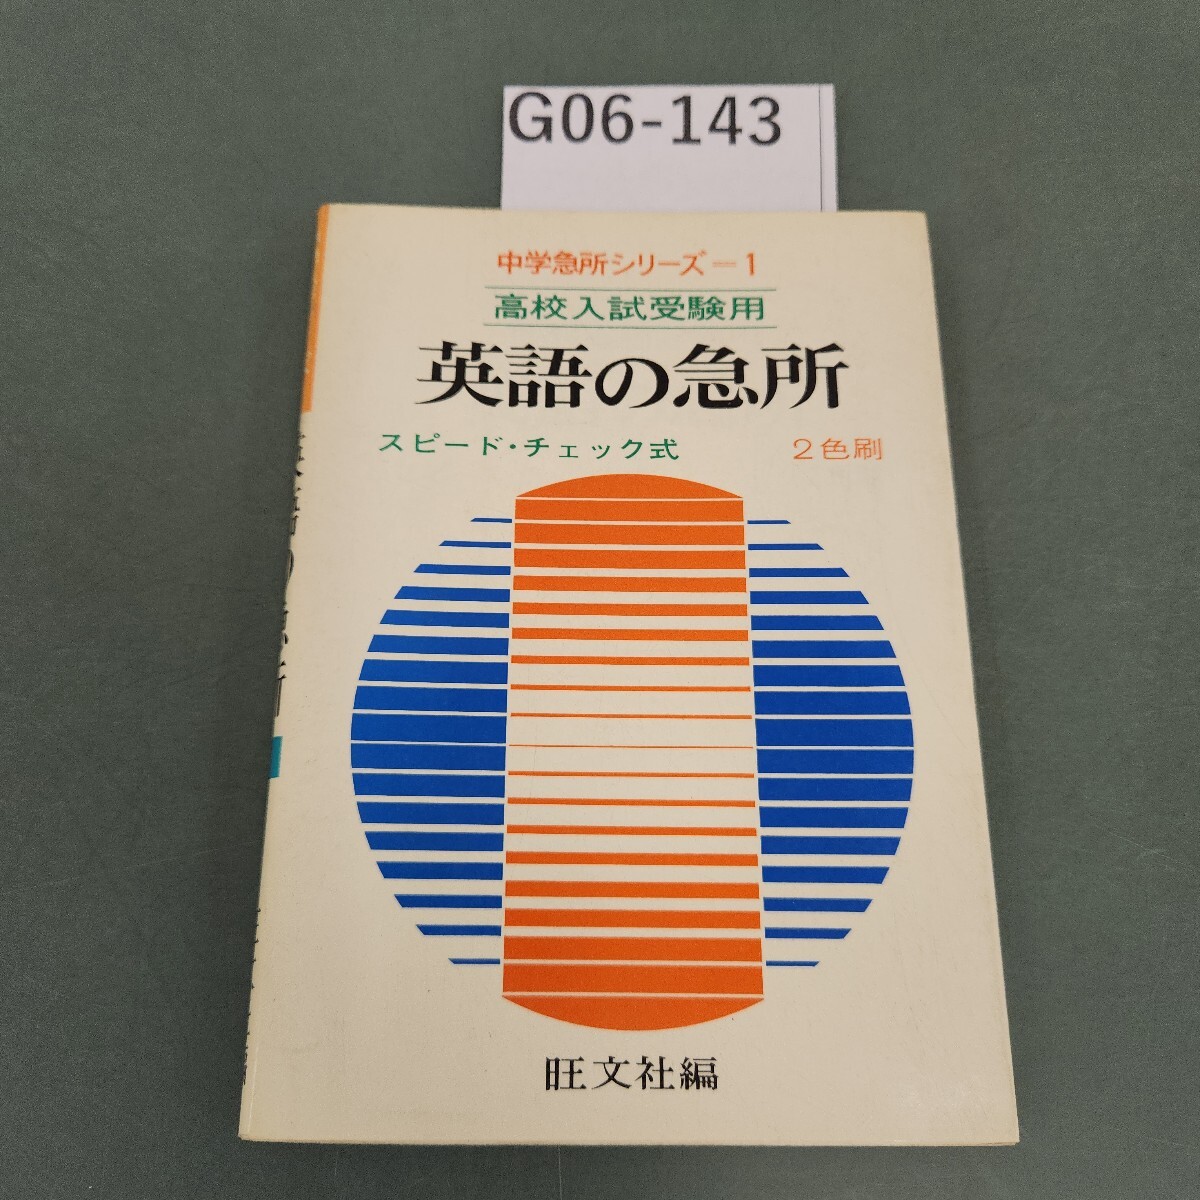 G06-143
中学急所シリーズ＝1
高校入試受験用
英語の急所
スピード・チェック式 2色刷
旺文社編